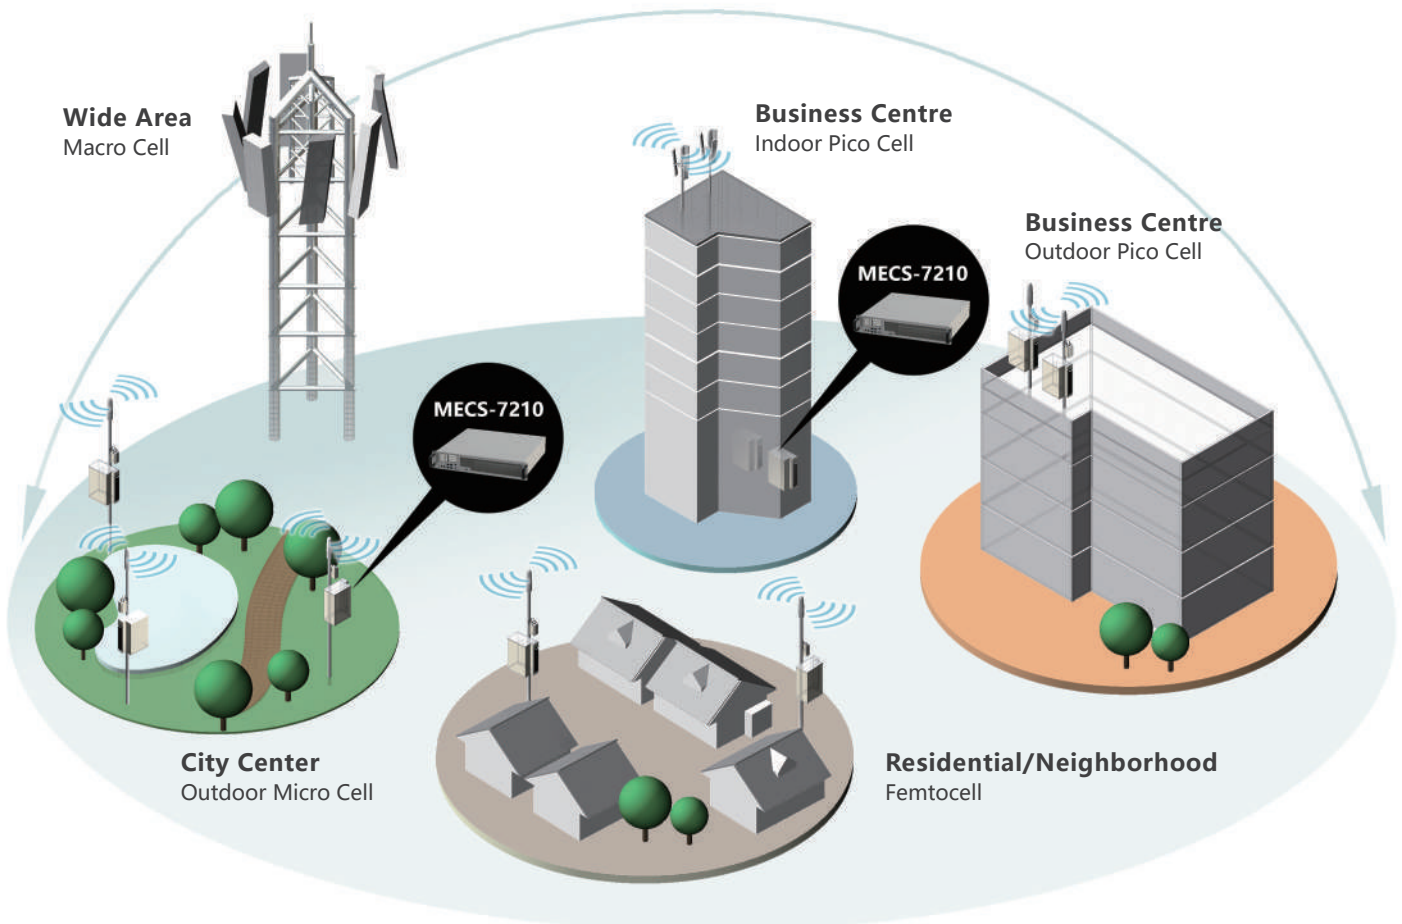 Wide Area
Macro Cell
Business Centre
Indoor Pico Cell
Business Centre
Outdoor Pico Cell
MECS-7210
MECS-7210
City Center
Outdoor Micro Cell
Residential/Neighborhood
Femtocell